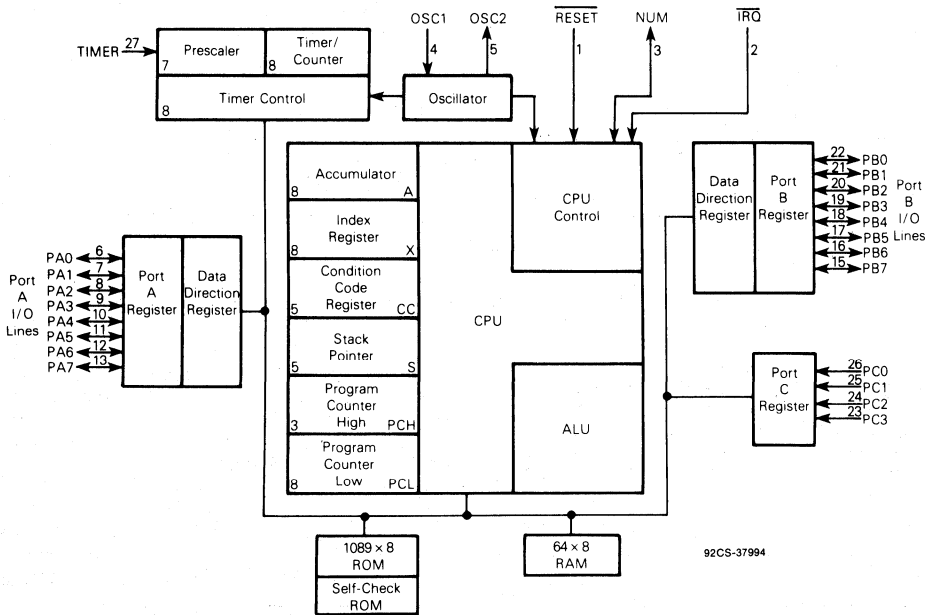 OSC1 OSC2 RESET NUM IRQ
4 5 1 3 2
TIMER 27
Prescaler
7
Timer/
Counter
8
Timer Control
8
Oscillator
Accumulator
8 A
Index
Register
8 X
Condition
Code
Register
5 CC
Stack
Pointer
5 S
Program
Counter
High
3 PCH
Program
Counter
Low
8 PCL
CPU
CPU
Control
ALU
Port
A
I/O
Lines
PA0 6
PA1 7
PA2 8
PA3 9
PA4 10
PA5 11
PA6 12
PA7 13
Port
A
Register
Data
Direction
Register
Data
Direction
Register
Port
B
Register
22 PB0
21 PB1
20 PB2
19 PB3
18 PB4
17 PB5
16 PB6
15 PB7
Port
B
I/O
Lines
Port
C
Register
26 PC0
25 PC1
24 PC2
23 PC3
1089 × 8
ROM
Self-Check
ROM
64 × 8
RAM
92CS-37994